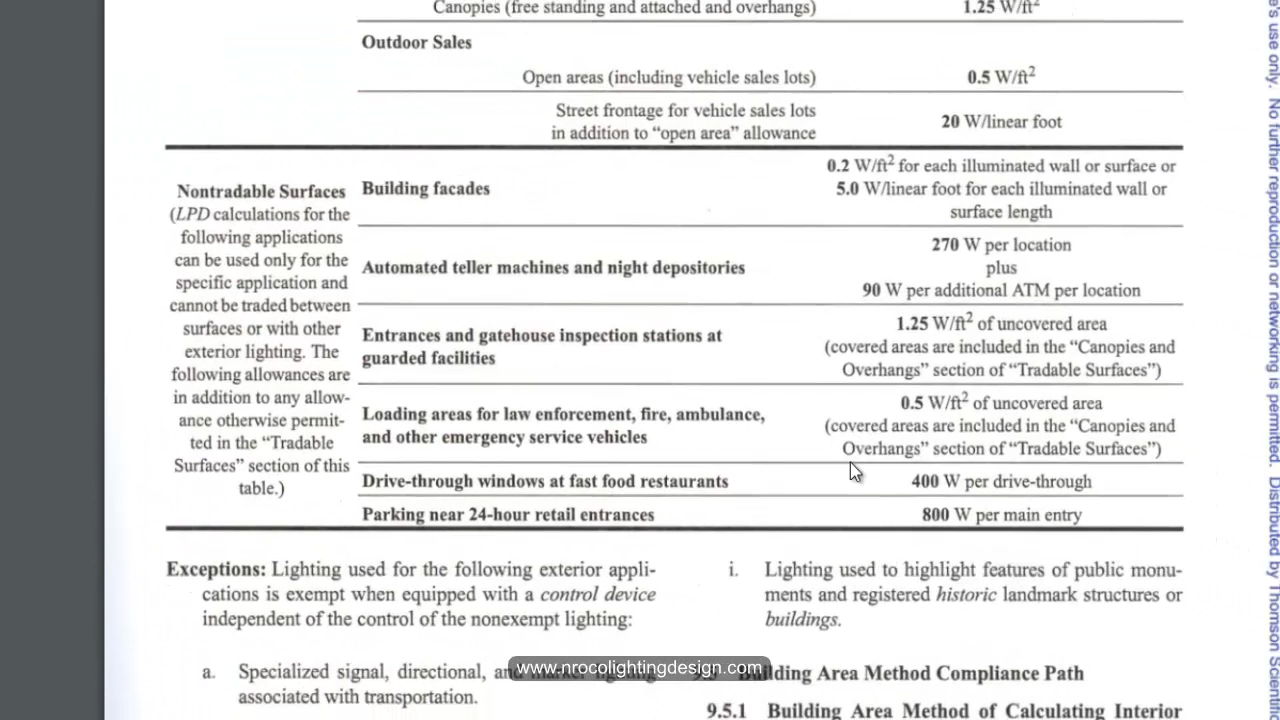 Canopies (free standing and attached and overhangs) 1.25 W/ft²
Outdoor Sales
Open areas (including vehicle sales lots) 0.5 W/ft²
Street frontage for vehicle sales lots
in addition to “open area” allowance
20 W/linear foot
Nontradable Surfaces
(LPD calculations for the
following applications
can be used only for the
specific application and
cannot be traded between
surfaces or with other
exterior lighting. The
following allowances are
in addition to any allow-
ance otherwise permit-
ted in the “Tradable
Surfaces” section of this
table.)
Building facades
0.2 W/ft² for each illuminated wall or surface or
5.0 W/linear foot for each illuminated wall or
surface length
Automated teller machines and night depositories
270 W per location
plus
90 W per additional ATM per location
Entrances and gatehouse inspection stations at
guarded facilities
1.25 W/ft² of uncovered area
(covered areas are included in the “Canopies and
Overhangs” section of “Tradable Surfaces”)
Loading areas for law enforcement, fire, ambulance,
and other emergency service vehicles
0.5 W/ft² of uncovered area
(covered areas are included in the “Canopies and
Overhangs” section of “Tradable Surfaces”)
Drive-through windows at fast food restaurants 400 W per drive-through
Parking near 24-hour retail entrances 800 W per main entry
Exceptions: Lighting used for the following exterior appli-
cations is exempt when equipped with a control device
independent of the control of the nonexempt lighting:
a. Specialized signal, directional, and
associated with transportation.
i. Lighting used to highlight features of public monu-
ments and registered historic landmark structures or
buildings.
Building Area Method Compliance Path
9.5.1 Building Area Method of Calculating Interior
www.nrocolightingdesign.com
use only. No further reproduction or networking is permitted. Distributed by Thomson